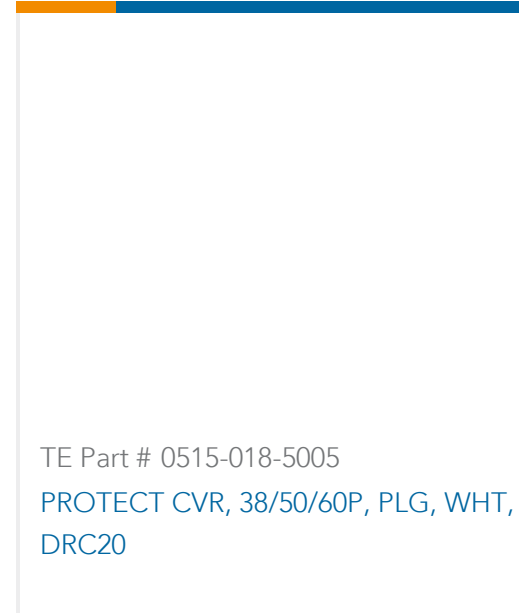 TE Part # 0515-018-5005
PROTECT CVR, 38/50/60P, PLG, WHT,
DRC20